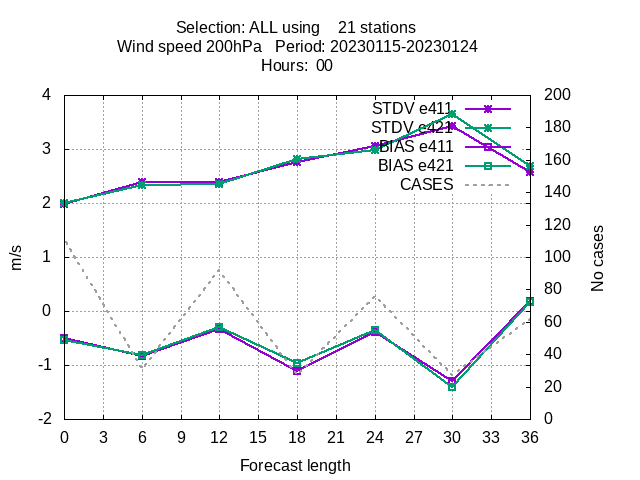 Selection: ALL using 21 stations
Wind speed 200hPa Period: 20230115-20230124
Hours: 00
STDV e411
STDV e421
BIAS e411
BIAS e421
CASES
4
3
2
1
0
-1
-2
m/s
200
180
160
140
120
100
80
60
40
20
0
No cases
0 3 6 9 12 15 18 21 24 27 30 33 36
Forecast length